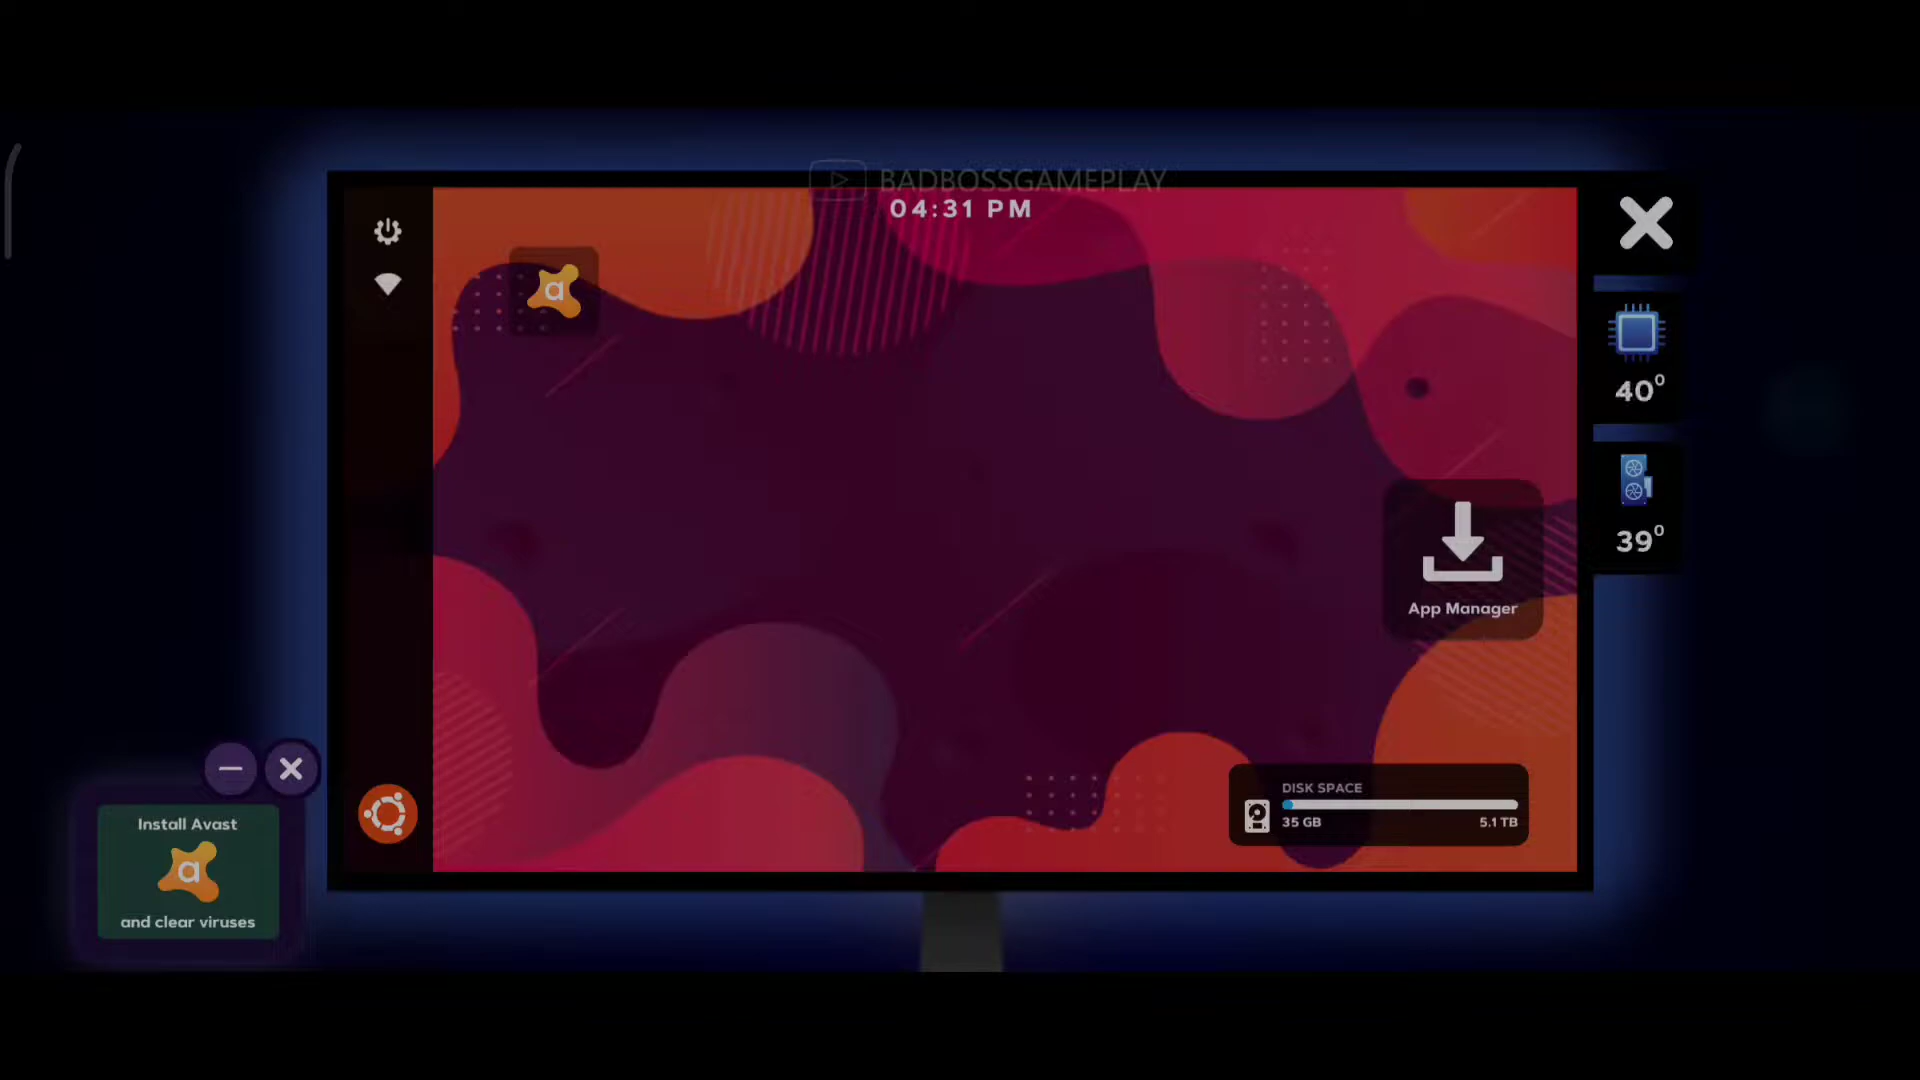 BADBOSSGAMEPLAY
04:31 PM
a
40°
39°
App Manager
DISK SPACE
35 GB
5.1 TB
Install Avast
a
and clear viruses